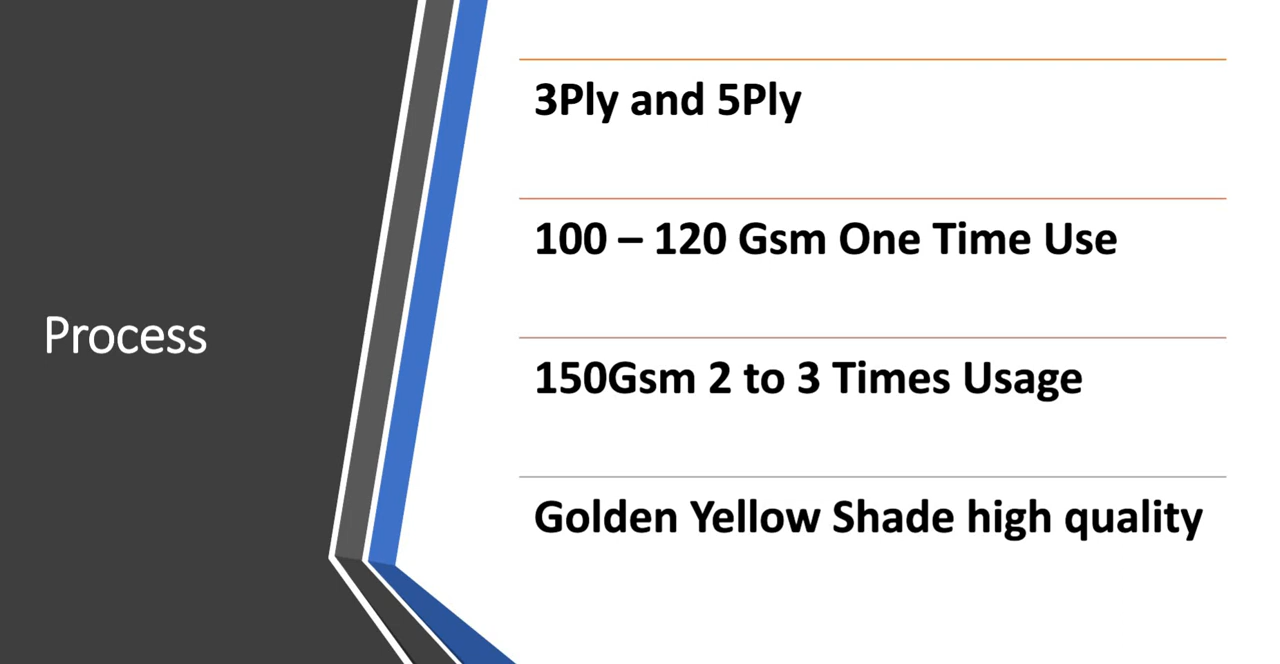 Process
3Ply and 5Ply
100 – 120 Gsm One Time Use
150Gsm 2 to 3 Times Usage
Golden Yellow Shade high quality